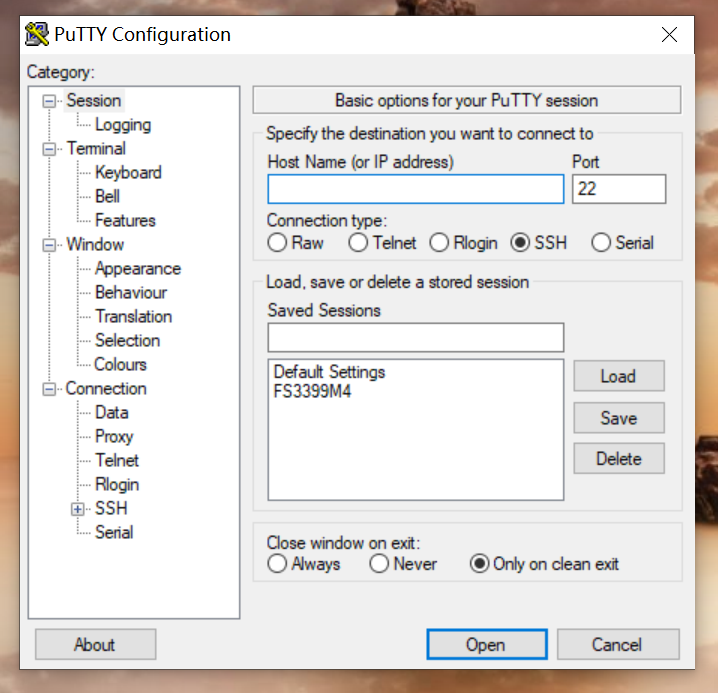 PuTTY Configuration
Category:
Session
Logging
Terminal
Keyboard
Bell
Features
Window
Appearance
Behaviour
Translation
Selection
Colours
Connection
Data
Proxy
Telnet
Rlogin
SSH
Serial
Basic options for your PuTTY session
Specify the destination you want to connect to
Host Name (or IP address) Port
22
Connection type:
Raw Telnet Rlogin SSH Serial
Load, save or delete a stored session
Saved Sessions
Default Settings
FS3399M4
Load
Save
Delete
Close window on exit:
Always Never Only on clean exit
About Open Cancel